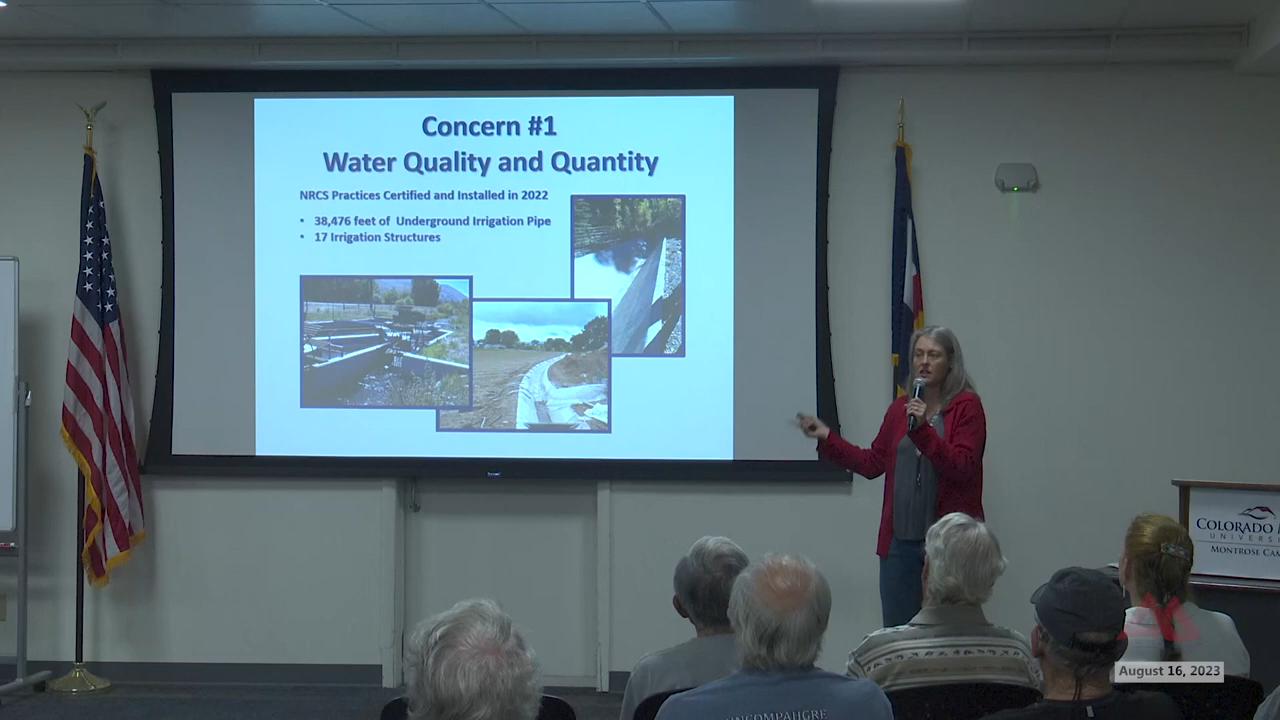 Concern #1
Water Quality and Quantity
NRCS Practices Certified and Installed in 2022
• 38,476 feet of Underground Irrigation Pipe
• 17 Irrigation Structures
COLORADO
MONTROSE
UNCOMPAHGRE
August 16, 2023